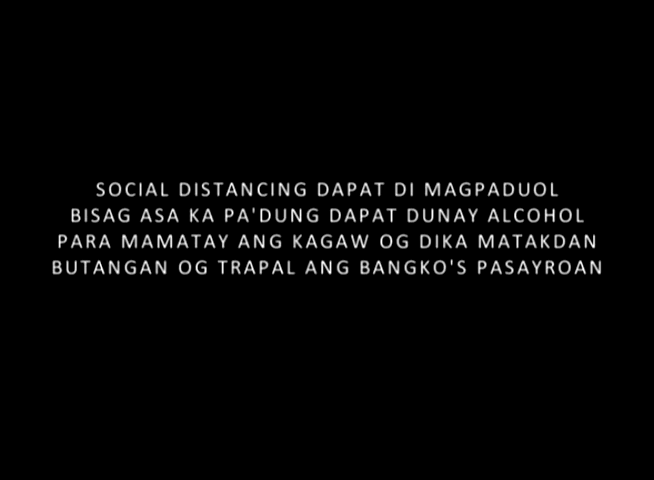 SOCIAL DISTANCING DAPAT DI MAGPADUOL
BISAG ASA KA PA'DUNG DAPAT DUNAY ALCOHOL
PARA MAMATAY ANG KAGAW OG DIKA MATAKDAN
BUTANGAN OG TRAPAL ANG BANGKO'S PASAYROAN